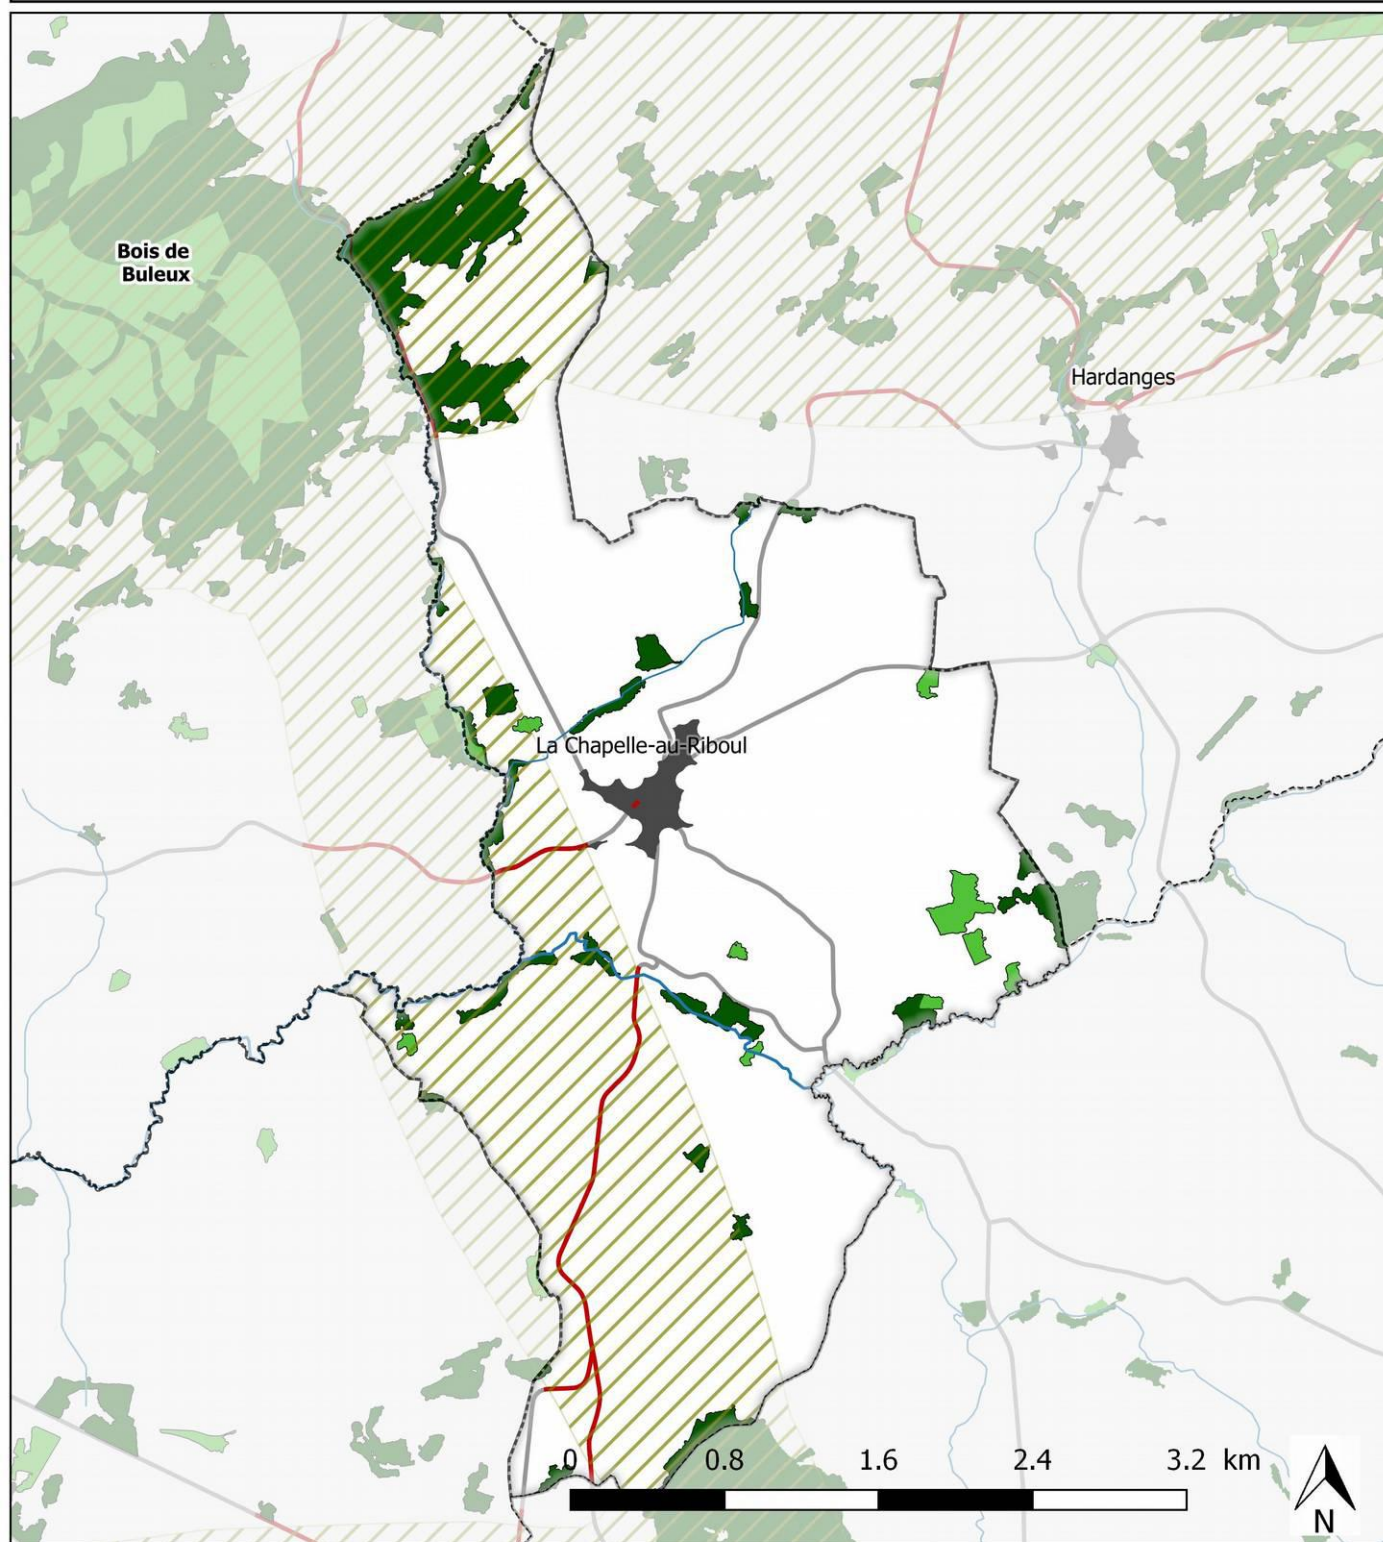 Bois de
Buleux
Hardanges
La Chapelle-au-Riboul
0 0.8 1.6 2.4 3.2 km
N